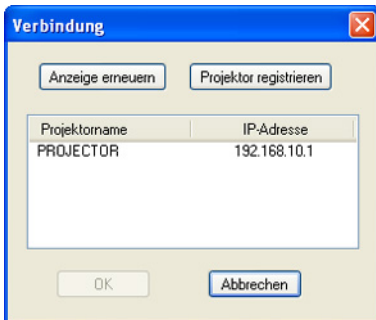 Verbindung
Anzeige erneuern Projektor registrieren
Projektorname IP-Adresse
PROJECTOR 192.168.10.1
OK Abbrechen